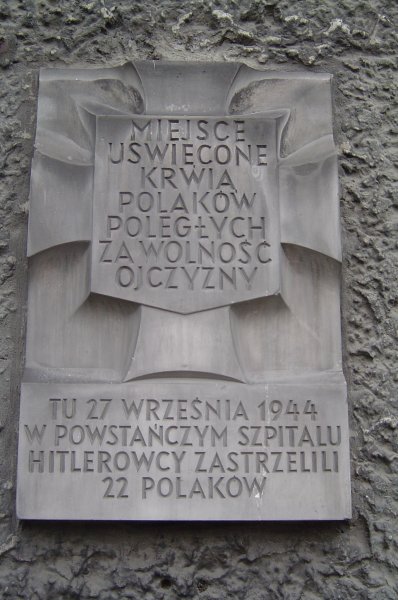 MIEJSCE
UŚWIĘCONE
KRWIĄ
POLAKÓW
POLEGŁYCH
ZA WOLNOŚĆ
OJCZYZNY
TU 27 WRZEŚNIA 1944
W POWSTAŃCZYM SZPITALU
HITLEROWCY ZASTRZELILI
22 POLAKÓW